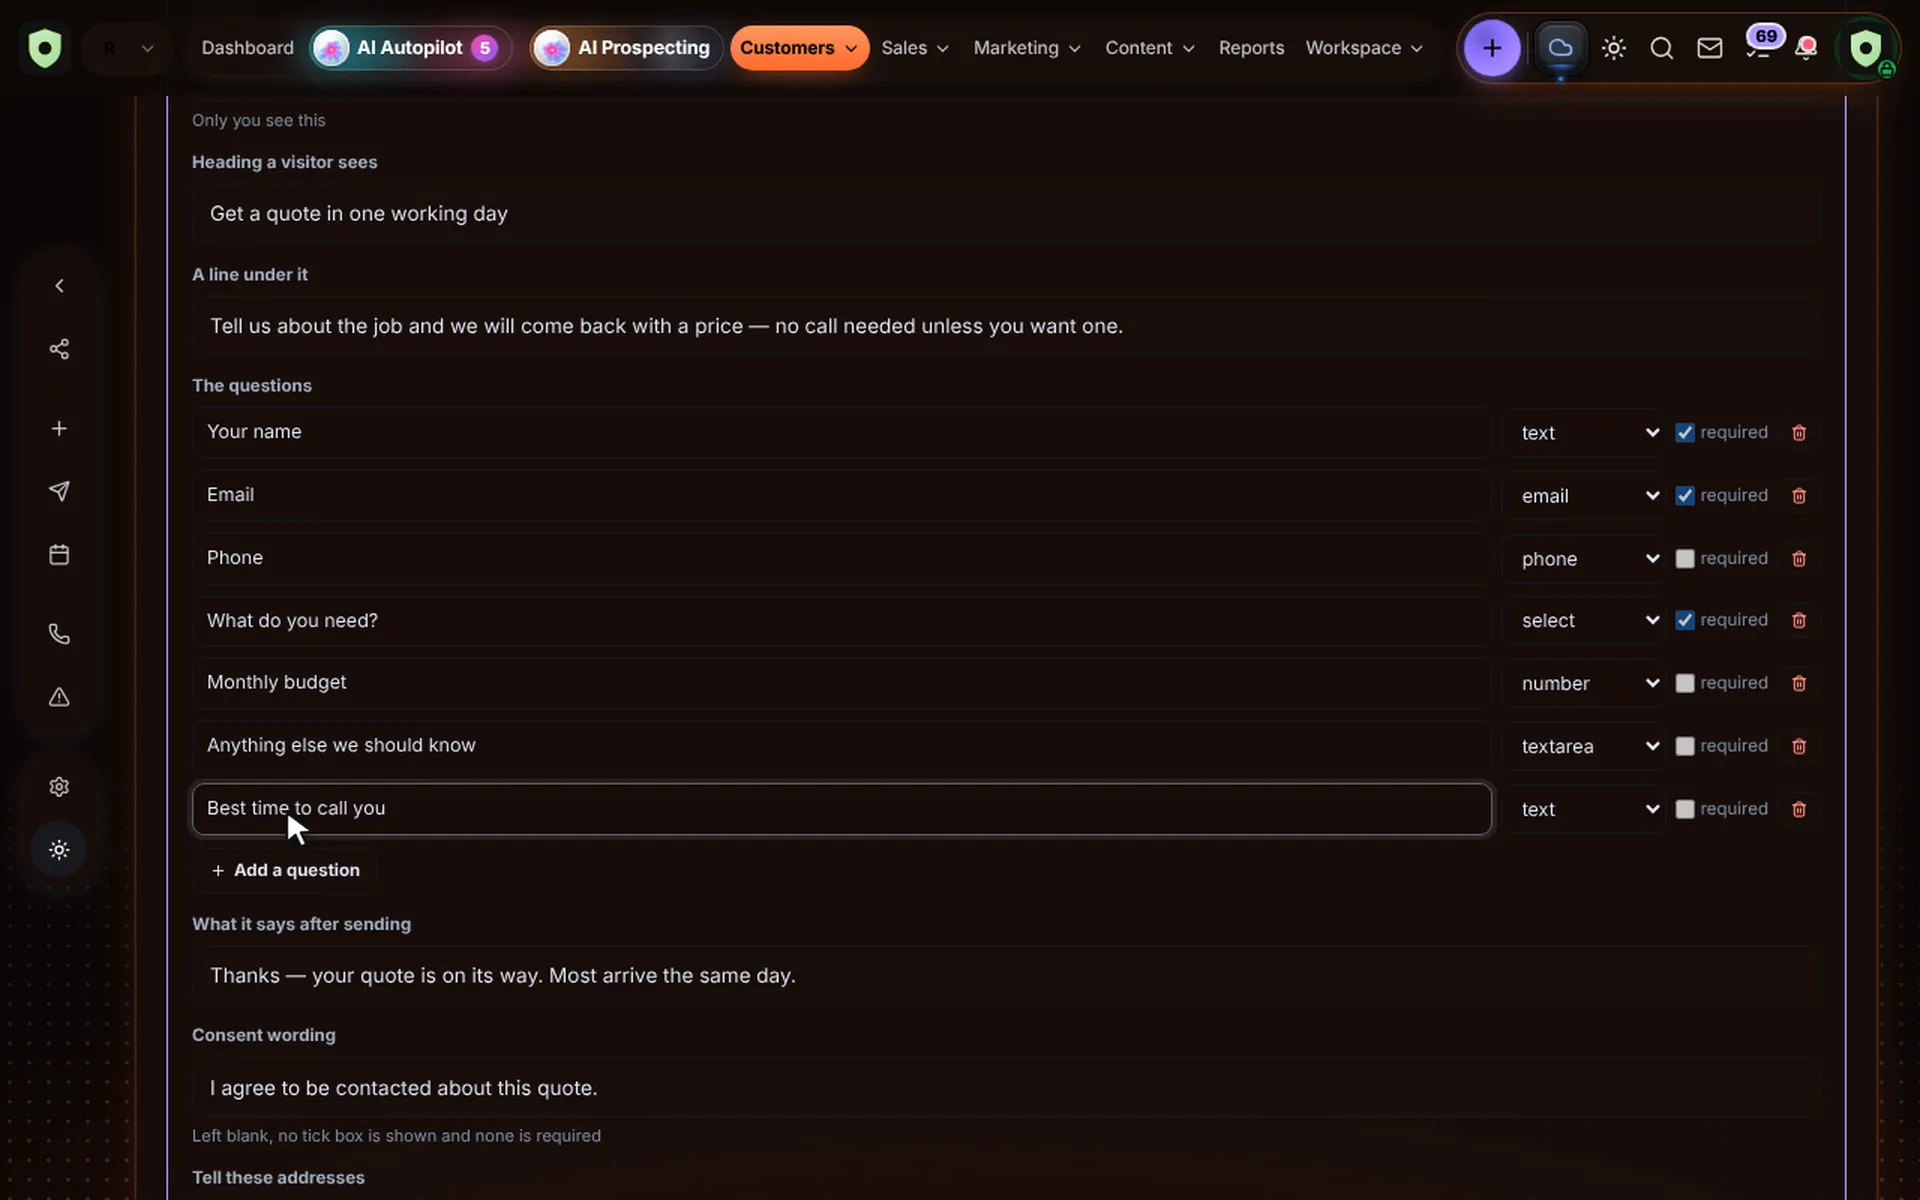 R
Dashboard
AI Autopilot 5
AI Prospecting
Customers
Sales
Marketing
Content
Reports
Workspace
69
Only you see this
Heading a visitor sees
Get a quote in one working day
A line under it
Tell us about the job and we will come back with a price — no call needed unless you want one.
The questions
Your name text required
Email email required
Phone phone required
What do you need? select required
Monthly budget number required
Anything else we should know textarea required
Best time to call you text required
+ Add a question
What it says after sending
Thanks — your quote is on its way. Most arrive the same day.
Consent wording
I agree to be contacted about this quote.
Left blank, no tick box is shown and none is required
Tell these addresses